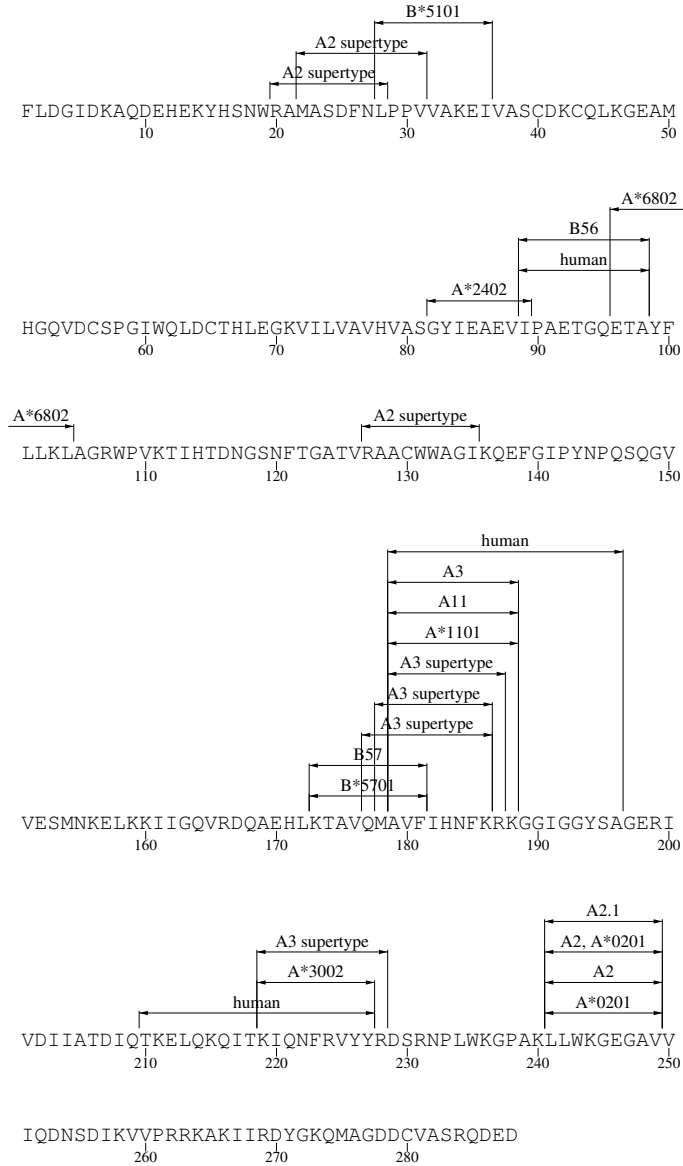 B*5101
A2 supertype
A2 supertype
FLDGIDKAQDEHEKYHSNWRAMASDFNLPPVVAKEIVASCDKCQLKGEAM
10 20 30 40 50
A*6802
B56
human
A*2402
HGQVDCSPGIWQLDCTHLEGKVILVAVHVASGYIEAEVIPAETGQETAYF
60 70 80 90 100
A*6802 A2 supertype
LLKLAGRWPVKTIHTDNGSNFTGATVRAACWWAGIKQEFGIPYNPQSQGV
110 120 130 140 150
human
A3
A11
A*1101
A3 supertype
A3 supertype
A3 supertype
B57
B*5701
VESMNKELKKIIGQVRDQAEHLKTAVQMAVFIHNFKRKGGIGGYSAGERI
160 170 180 190 200
A2.1
A3 supertype A2, A*0201
A*3002 A2
human A*0201
VDIIATDIQTKELQKQITKIQNFRVYYRDSRNPLWKGPAKLLWKGEGAVV
210 220 230 240 250
IQDNSDIKVVPRRKAKIIRDYGKQMAGDDCVASRQDED
260 270 280